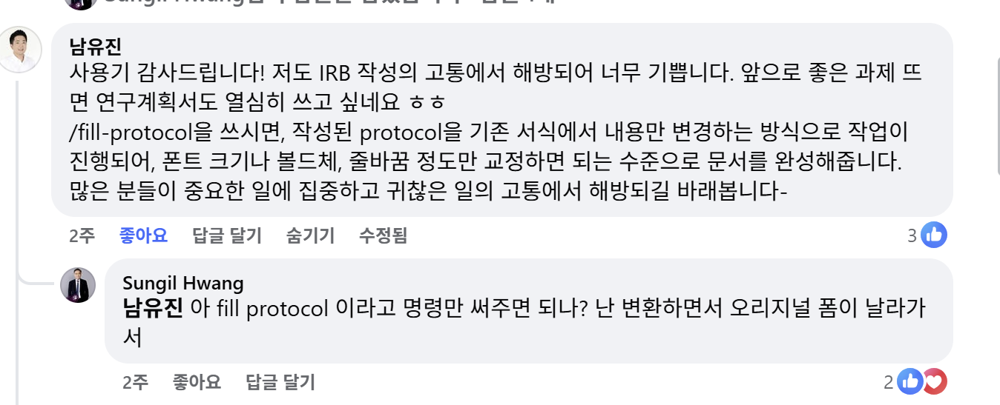 Sungil Hwang
남유진
사용기 감사드립니다! 저도 IRB 작성의 고통에서 해방되어 너무 기쁩니다. 앞으로 좋은 과제 뜨
면 연구계획서도 열심히 쓰고 싶네요 ㅎㅎ
/fill-protocol을 쓰시면, 작성된 protocol을 기존 서식에서 내용만 변경하는 방식으로 작업이
진행되어, 폰트 크기나 볼드체, 줄바꿈 정도만 교정하면 되는 수준으로 문서를 완성해줍니다.
많은 분들이 중요한 일에 집중하고 귀찮은 일의 고통에서 해방되길 바래봅니다-
2주 좋아요 답글 달기 숨기기 수정됨 3
Sungil Hwang
남유진 아 fill protocol 이라고 명령만 써주면 되나? 난 변환하면서 오리지널 폼이 날라가
서
2주 좋아요 답글 달기 2